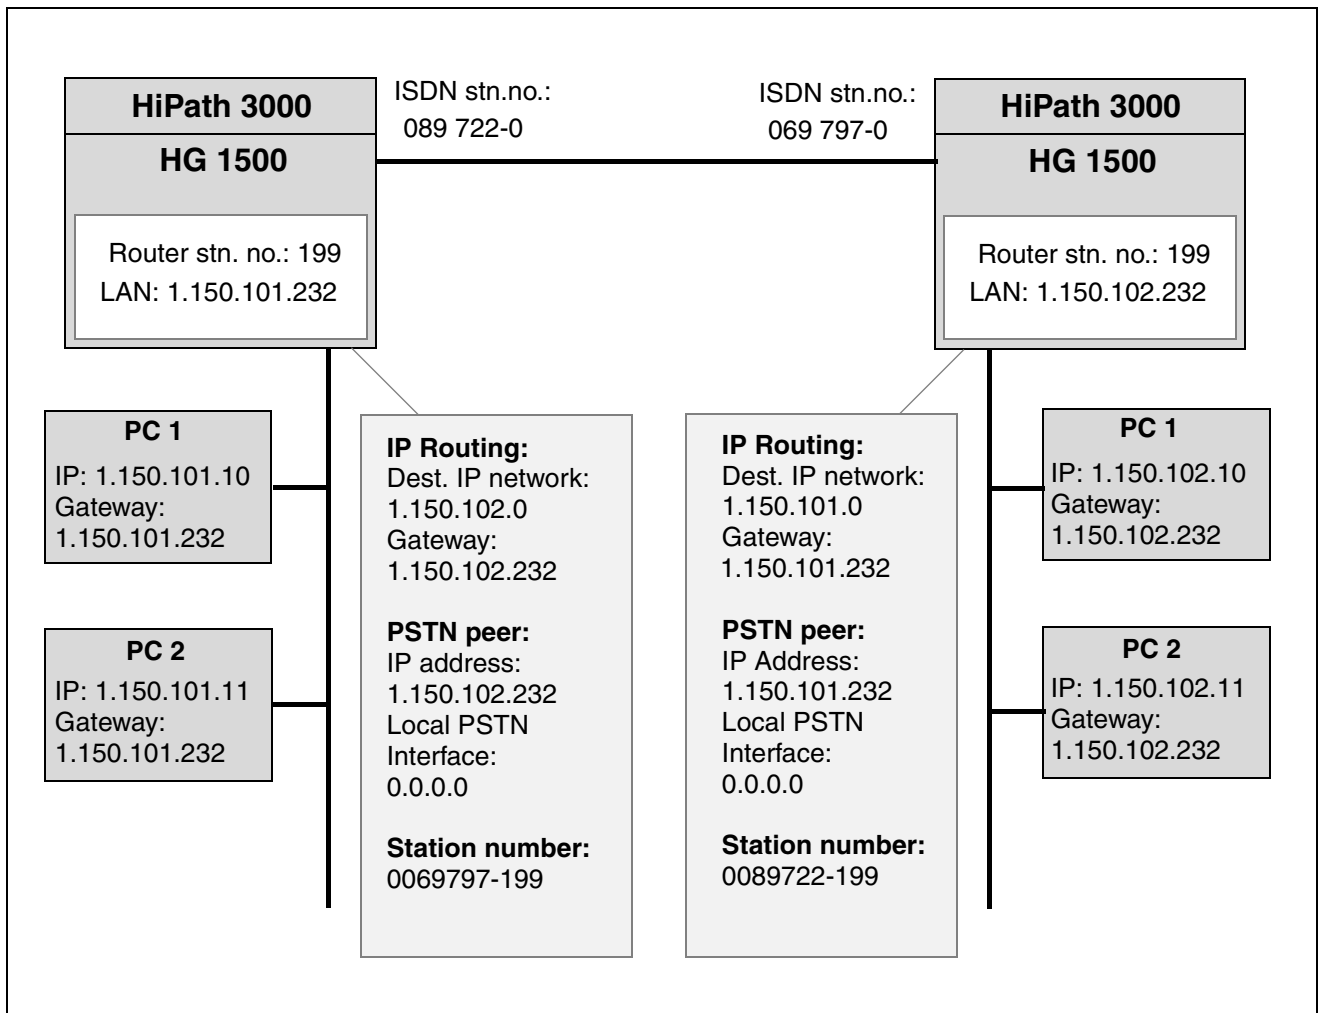 HiPath 3000
HG 1500
Router stn. no.: 199
LAN: 1.150.101.232
ISDN stn.no.:
089 722-0
ISDN stn.no.:
069 797-0
HiPath 3000
HG 1500
Router stn. no.: 199
LAN: 1.150.102.232
PC 1
IP: 1.150.101.10
Gateway:
1.150.101.232
PC 2
IP: 1.150.101.11
Gateway:
1.150.101.232
IP Routing:
Dest. IP network:
1.150.102.0
Gateway:
1.150.102.232
PSTN peer:
IP address:
1.150.102.232
Local PSTN
Interface:
0.0.0.0
Station number:
0069797-199
IP Routing:
Dest. IP network:
1.150.101.0
Gateway:
1.150.101.232
PSTN peer:
IP Address:
1.150.101.232
Local PSTN
Interface:
0.0.0.0
Station number:
0089722-199
PC 1
IP: 1.150.102.10
Gateway:
1.150.102.232
PC 2
IP: 1.150.102.11
Gateway:
1.150.102.232